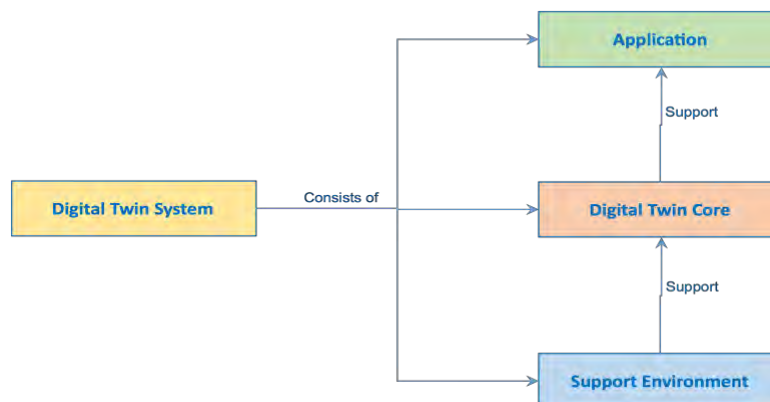 Application
Support
Consists of
Digital Twin System
Digital Twin Core
Support
Support Environment